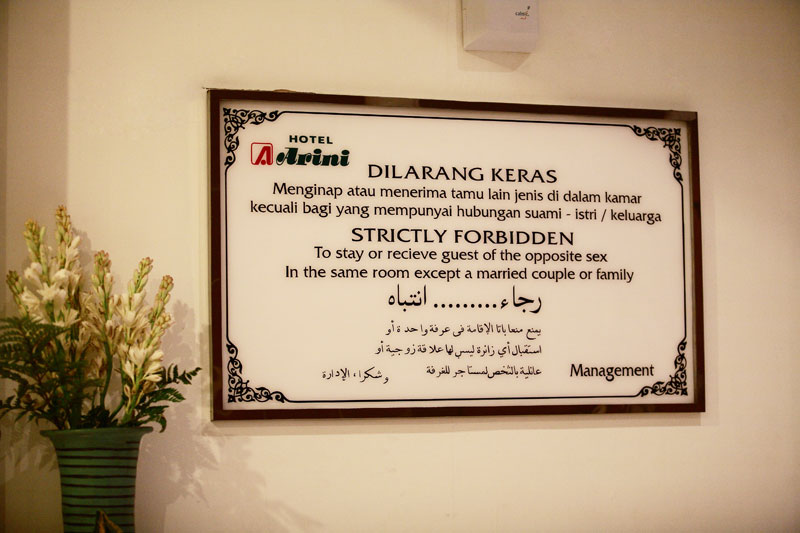 HOTEL
Arini
DILARANG KERAS
Menginap atau menerima tamu lain jenis di dalam kamar
kecuali bagi yang mempunyai hubungan suami - istri / keluarga
STRICTLY FORBIDDEN
To stay or recieve guest of the opposite sex
In the same room except a married couple or family
رجاء......... انتباه
يمنع منعا باتا الإقامة فى غرفة واحدة أو
استقبال أي زائرة ليس لها علاقة زوجية أو
عائلية بالشخص لمستاجر للغرفة
وشكرا، الإدارة
Management